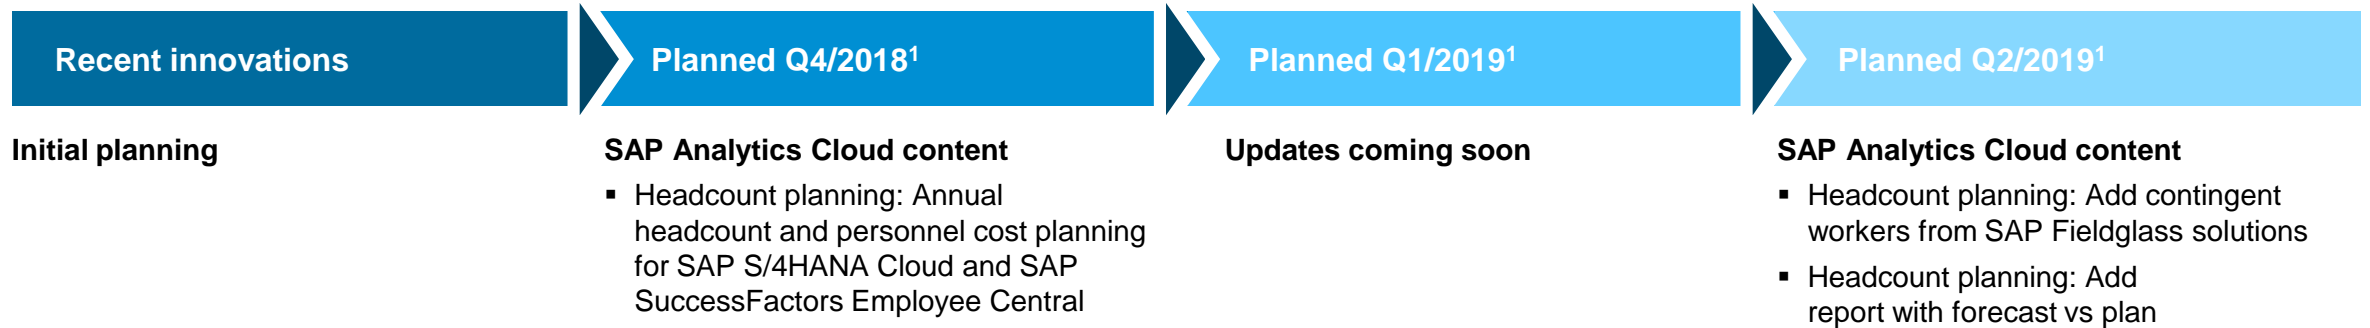 Recent innovations
Planned Q4/2018¹
Planned Q1/2019¹
Planned Q2/2019¹
Initial planning
SAP Analytics Cloud content
▪ Headcount planning: Annual
headcount and personnel cost planning
for SAP S/4HANA Cloud and SAP
SuccessFactors Employee Central
Updates coming soon
SAP Analytics Cloud content
▪ Headcount planning: Add contingent
workers from SAP Fieldglass solutions
▪ Headcount planning: Add
report with forecast vs plan